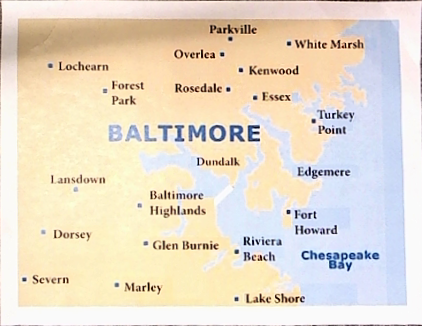 Parkville
White Marsh
Overlea
Lochearn
Kenwood
Forest
Park
Rosedale
Essex
Turkey
Point
BALTIMORE
Dundalk
Edgemere
Lansdown
Baltimore
Highlands
Fort
Howard
Dorsey
Glen Burnie
Riviera
Beach
Chesapeake
Bay
Severn
Marley
Lake Shore